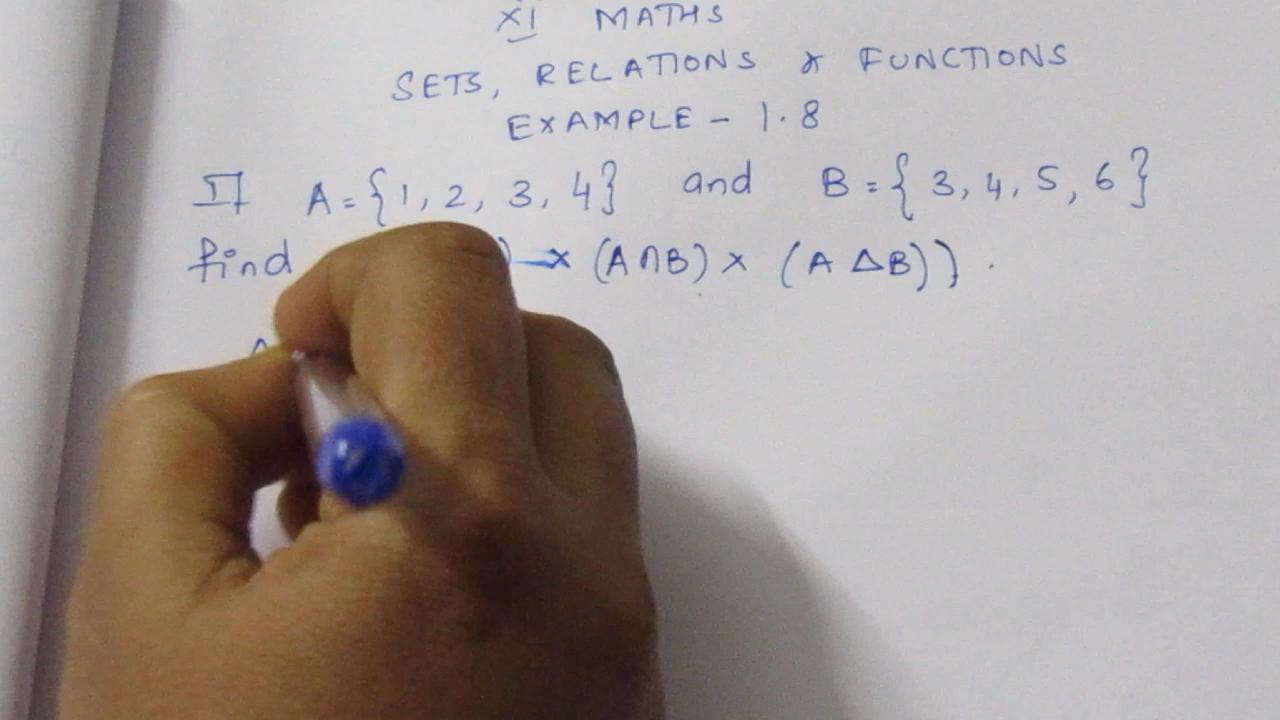 XI MATHS
SETS, RELATIONS & FUNCTIONS
EXAMPLE - 1.8
If A = {1, 2, 3, 4} and B = {3, 4, 5, 6}
find ) × (A∩B) × (A △B)) .
A